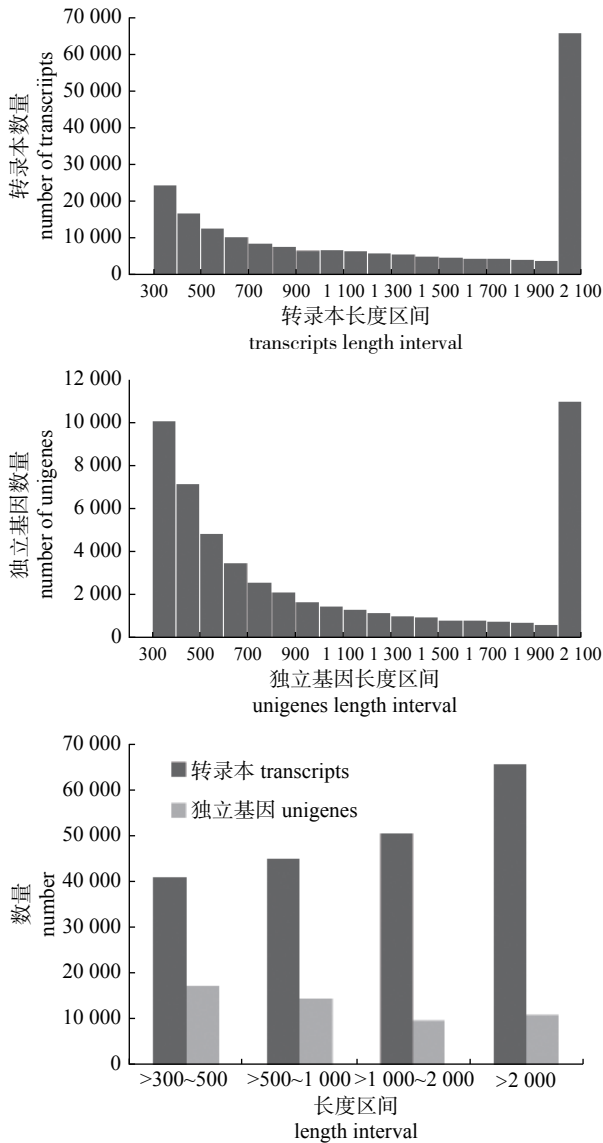 70 000
60 000
50 000
40 000
30 000
20 000
10 000
0
转录本数量
number of transcriipts
300 500 700 900 1 100 1 300 1 500 1 700 1 900 2 100
转录本长度区间
transcripts length interval
12 000
10 000
8 000
6 000
4 000
2 000
0
独立基因数量
number of unigenes
300 500 700 900 1 100 1 300 1 500 1 700 1 900 2 100
独立基因长度区间
unigenes length interval
70 000
60 000
50 000
40 000
30 000
20 000
10 000
0
数量
number
转录本 transcripts
独立基因 unigenes
>300~500 >500~1 000 >1 000~2 000 >2 000
长度区间
length interval